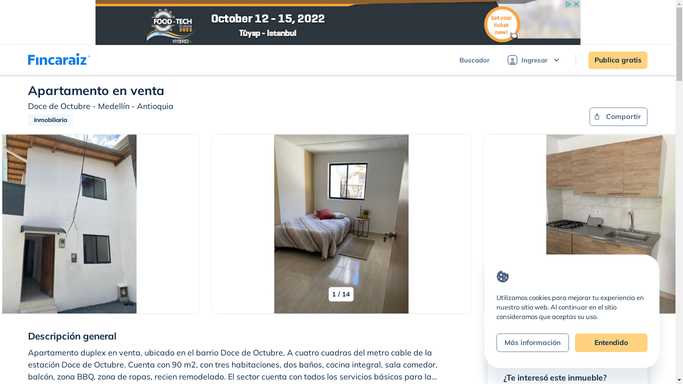 FOOD-TECH
October 12 - 15, 2022
Tüyap - Istanbul
Get your
ticket
now!
Fincaraiz
Buscador
Ingresar
Publica gratis
Apartamento en venta
Doce de Octubre - Medellín - Antioquia
Inmobiliaria
Compartir
1 / 14
Utilizamos cookies para mejorar tu experiencia en
nuestro sitio web. Al continuar en el sitio
consideramos que aceptas su uso.
Más información
Entendido
Descripción general
Apartamento duplex en venta, ubicado en el barrio Doce de Octubre, A cuatro cuadras del metro cable de la
estación Doce de Octubre, Cuenta con 90 m2, con tres habitaciones, dos baños, cocina integral, sala comedor,
balcón, zona BBQ, zona de ropas, recien remodelado. El sector cuenta con todos los servicios básicos para la...
¿Te interesó este inmueble?